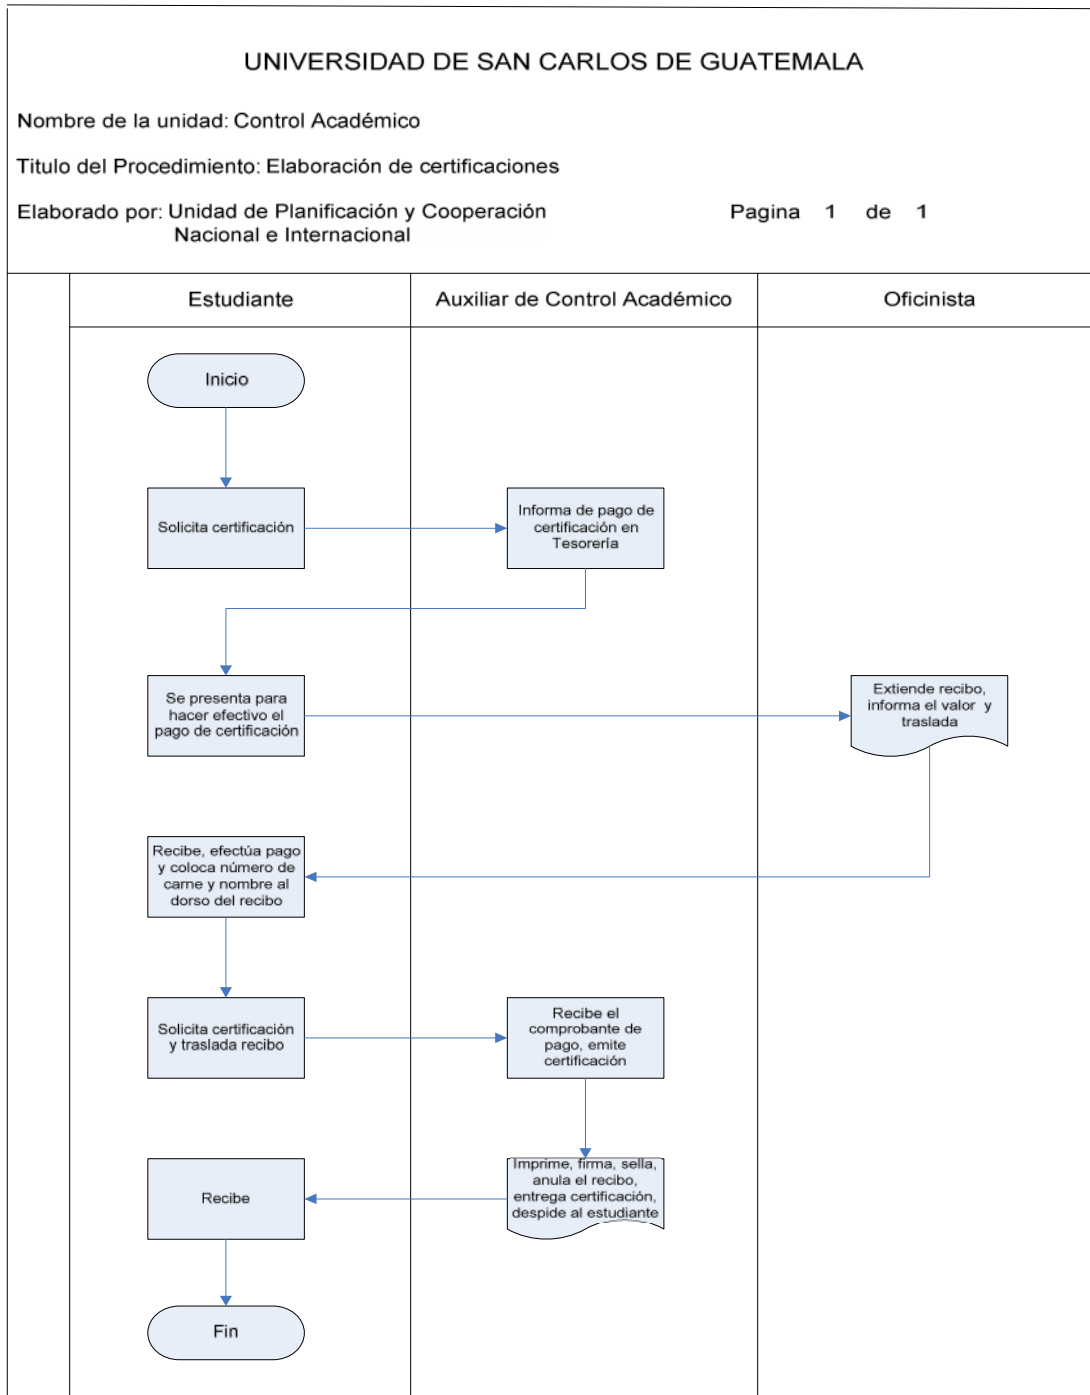 UNIVERSIDAD DE SAN CARLOS DE GUATEMALA
Nombre de la unidad: Control Académico
Titulo del Procedimiento: Elaboración de certificaciones
Elaborado por: Unidad de Planificación y Cooperación
Nacional e Internacional
Pagina 1 de 1
Estudiante
Auxiliar de Control Académico
Oficinista
Inicio
Solicita certificación
Informa de pago de
certificación en
Tesorería
Se presenta para
hacer efectivo el
pago de certificación
Extiende recibo,
informa el valor y
traslada
Recibe, efectúa pago
y coloca número de
carne y nombre al
dorso del recibo
Solicita certificación
y traslada recibo
Recibe el
comprobante de
pago, emite
certificación
Imprime, firma, sella,
anula el recibo,
entrega certificación,
despide al estudiante
Recibe
Fin